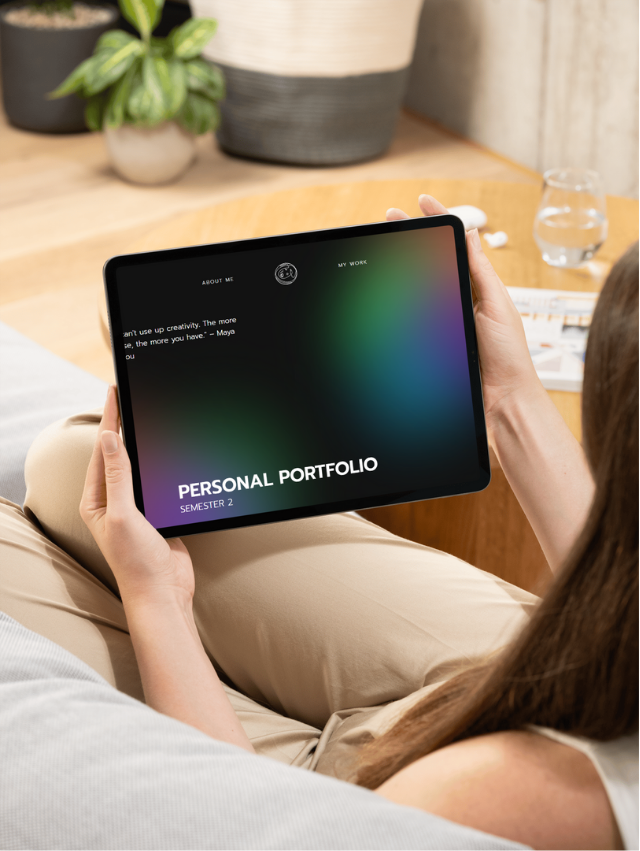 ABOUT ME
MY WORK
an't use up creativity. The more
se, the more you have." – Maya
ou
PERSONAL PORTFOLIO
SEMESTER 2